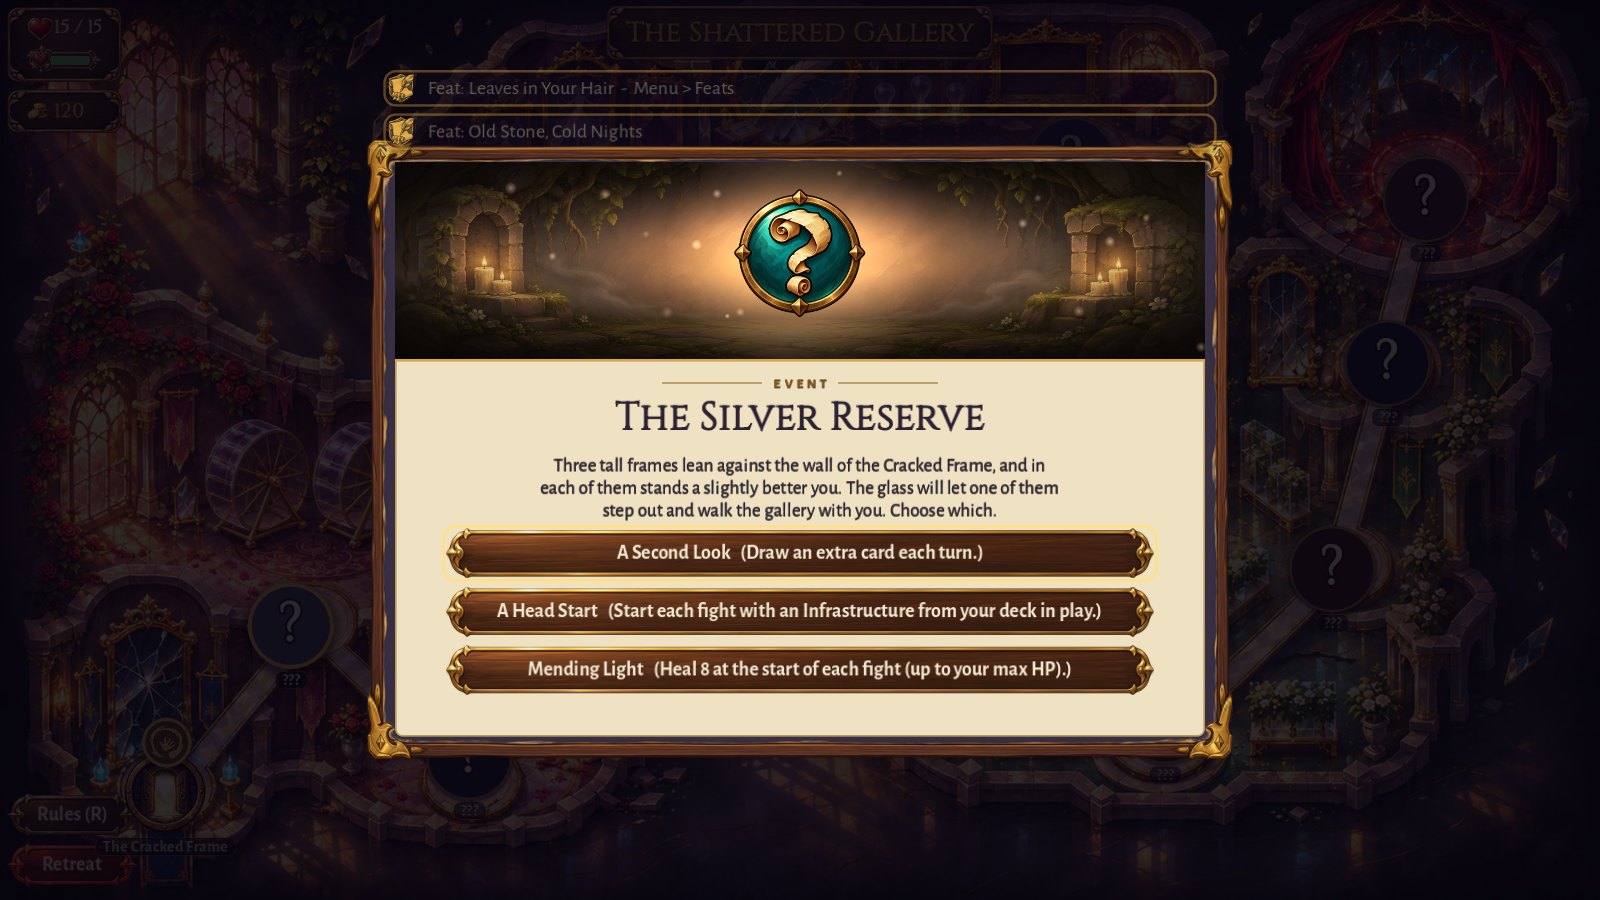 15 / 15
THE SHATTERED GALLERY
120
Feat: Leaves in Your Hair - Menu > Feats
Feat: Old Stone, Cold Nights
EVENT
THE SILVER RESERVE
Three tall frames lean against the wall of the Cracked Frame, and in
each of them stands a slightly better you. The glass will let one of them
step out and walk the gallery with you. Choose which.
A Second Look (Draw an extra card each turn.)
A Head Start (Start each fight with an Infrastructure from your deck in play.)
Mending Light (Heal 8 at the start of each fight (up to your max HP).)
???
???
???
???
???
???
Rules (R)
The Cracked Frame
Retreat